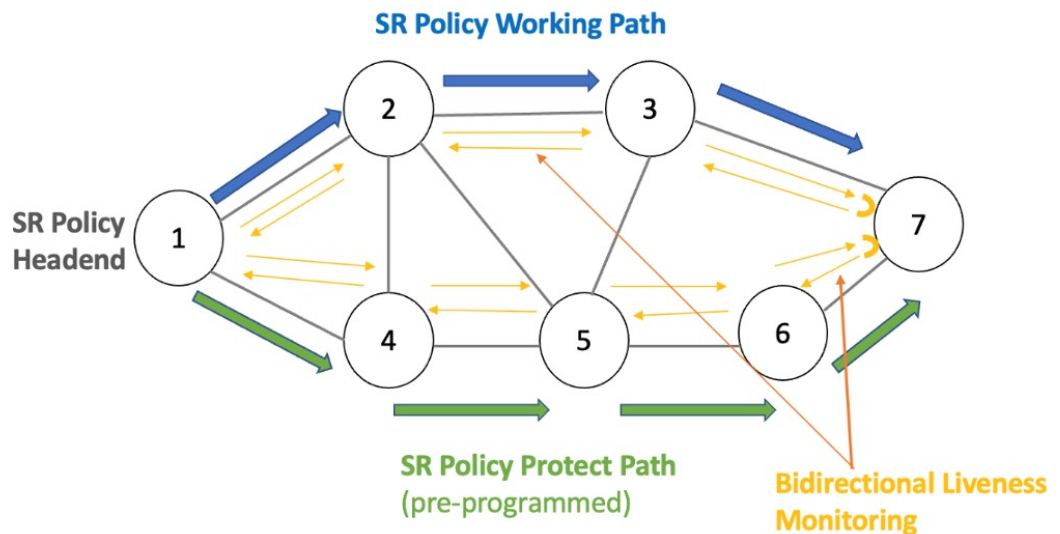 SR Policy Working Path
2
3
SR Policy
Headend
1
7
4
5
6
SR Policy Protect Path
(pre-programmed)
Bidirectional Liveness
Monitoring